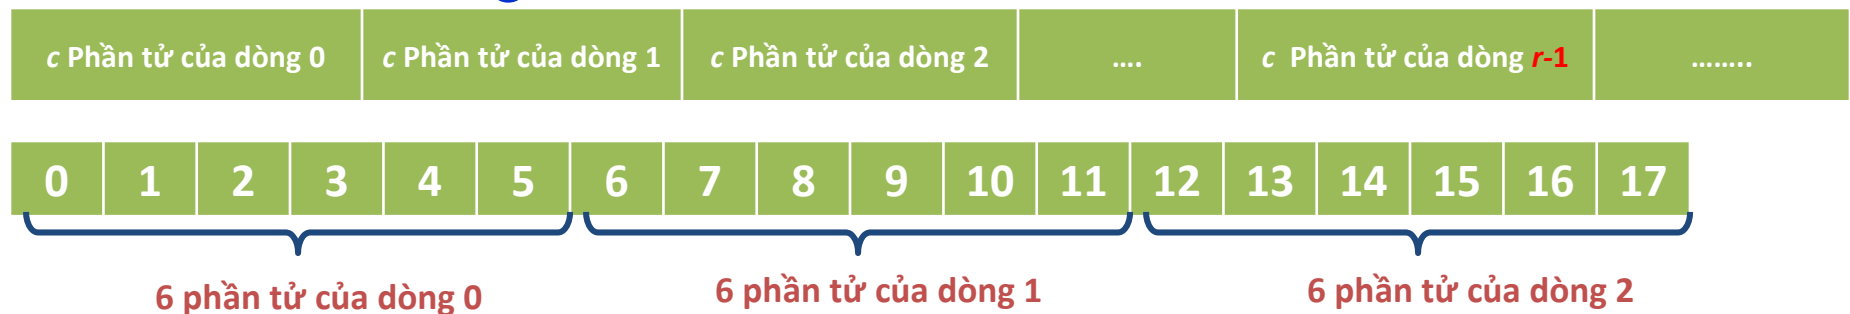 c Phần tử của dòng 0 c Phần tử của dòng 1 c Phần tử của dòng 2 .... c Phần tử của dòng r-1 ........
0 1 2 3 4 5 6 7 8 9 10 11 12 13 14 15 16 17
6 phần tử của dòng 0 6 phần tử của dòng 1 6 phần tử của dòng 2